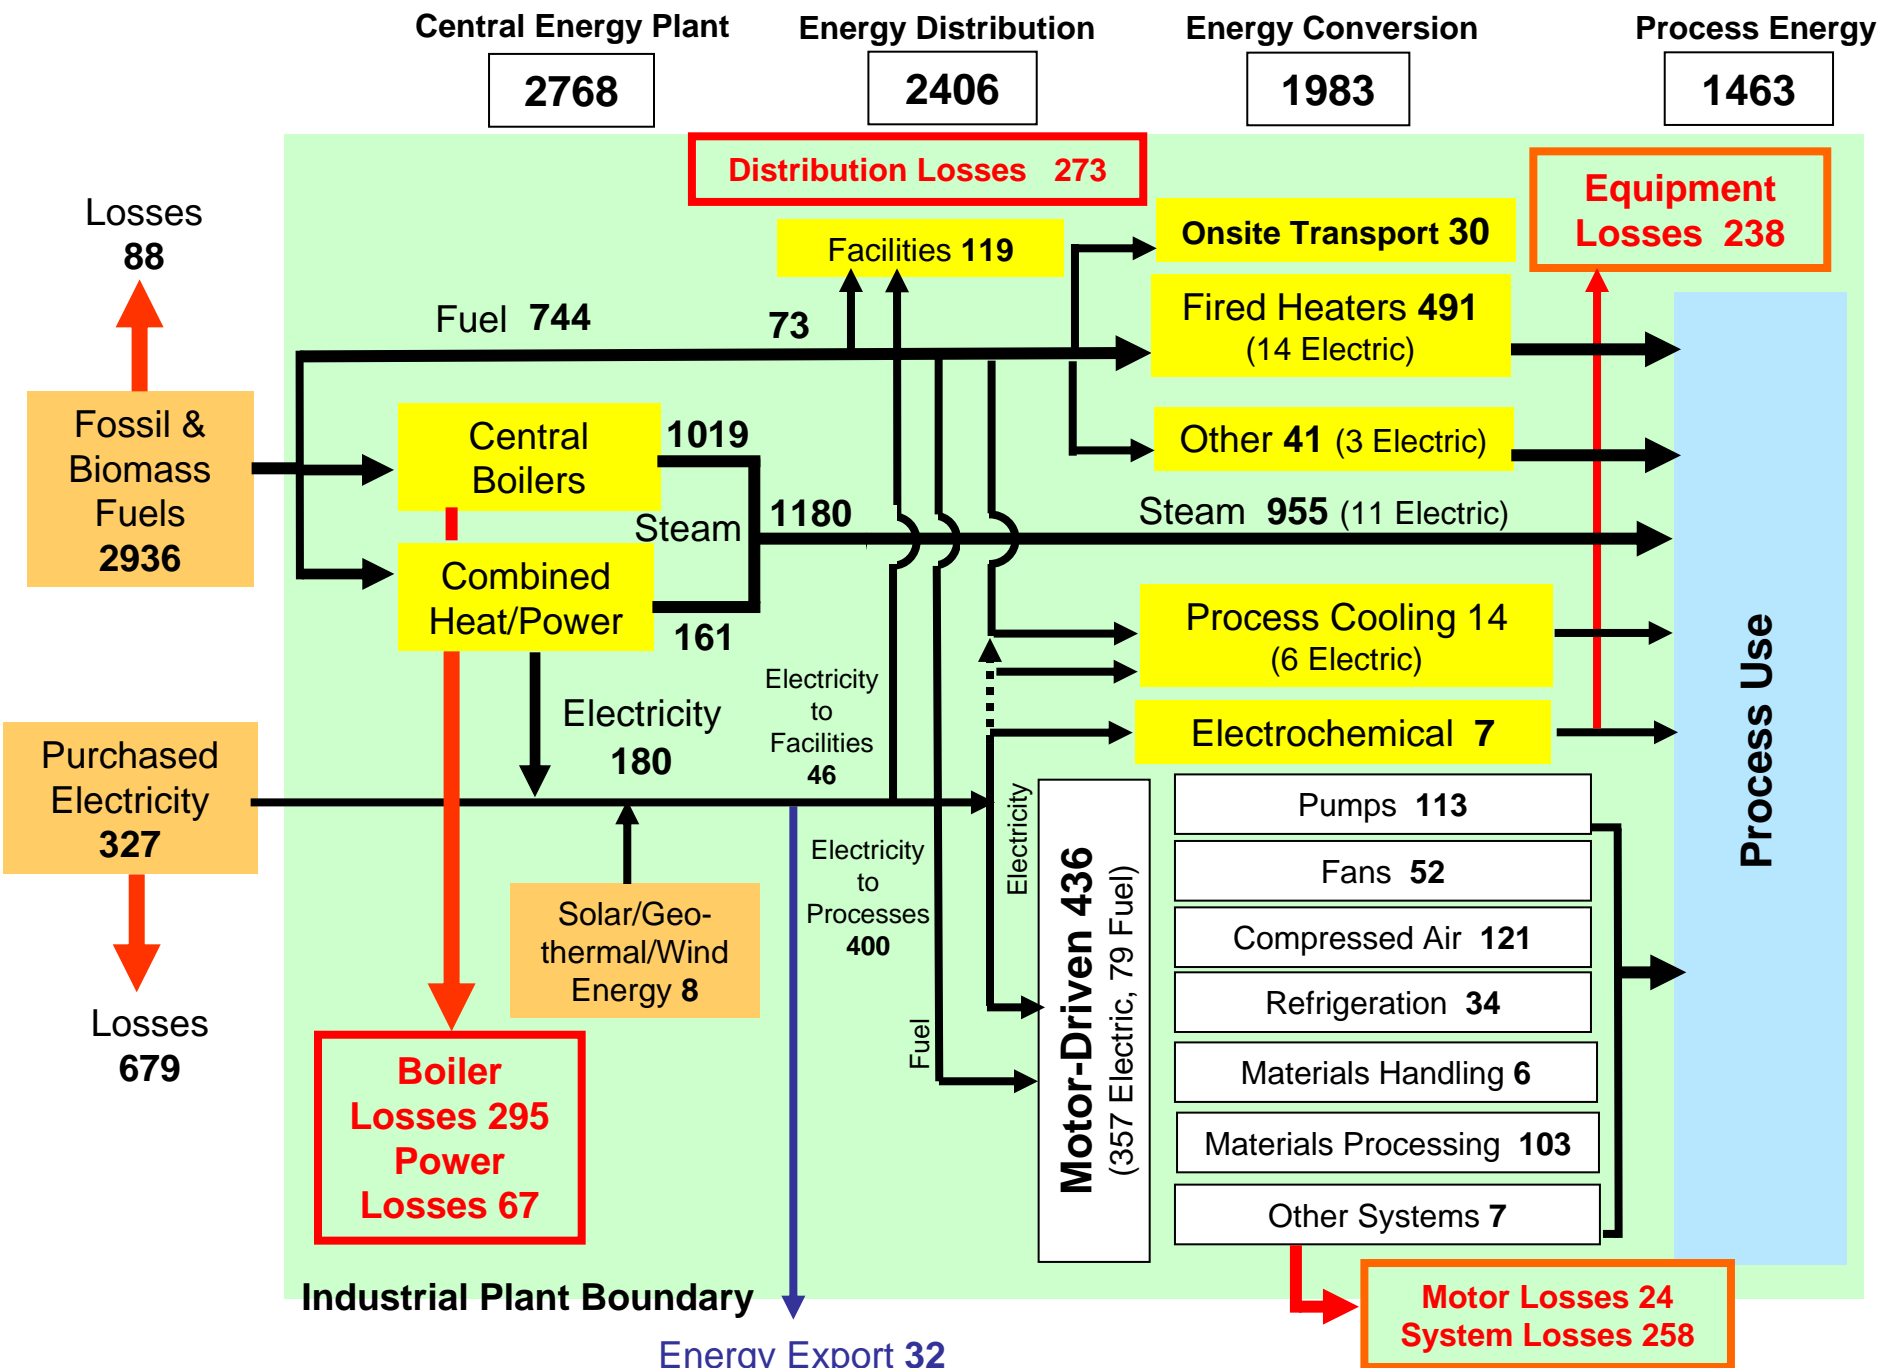 Central Energy Plant
2768
Energy Distribution
2406
Energy Conversion
1983
Process Energy
1463
Distribution Losses 273
Equipment
Losses 238
Losses
88
Facilities 119
Onsite Transport 30
Fuel 744
73
Fired Heaters 491
(14 Electric)
Fossil &
Biomass
Fuels
2936
Central
Boilers
1019
Other 41 (3 Electric)
Steam
1180
Steam 955 (11 Electric)
Combined
Heat/Power
161
Process Cooling 14
(6 Electric)
Electricity
180
Electricity
to
Facilities
46
Electrochemical 7
Process Use
Purchased
Electricity
327
Losses
679
Solar/Geo-
thermal/Wind
Energy 8
Electricity
to
Processes
400
Electricity
Fuel
Motor-Driven 436
(357 Electric, 79 Fuel)
Pumps 113
Fans 52
Compressed Air 121
Refrigeration 34
Materials Handling 6
Materials Processing 103
Other Systems 7
Boiler
Losses 295
Power
Losses 67
Industrial Plant Boundary
Motor Losses 24
System Losses 258
Energy Export 32